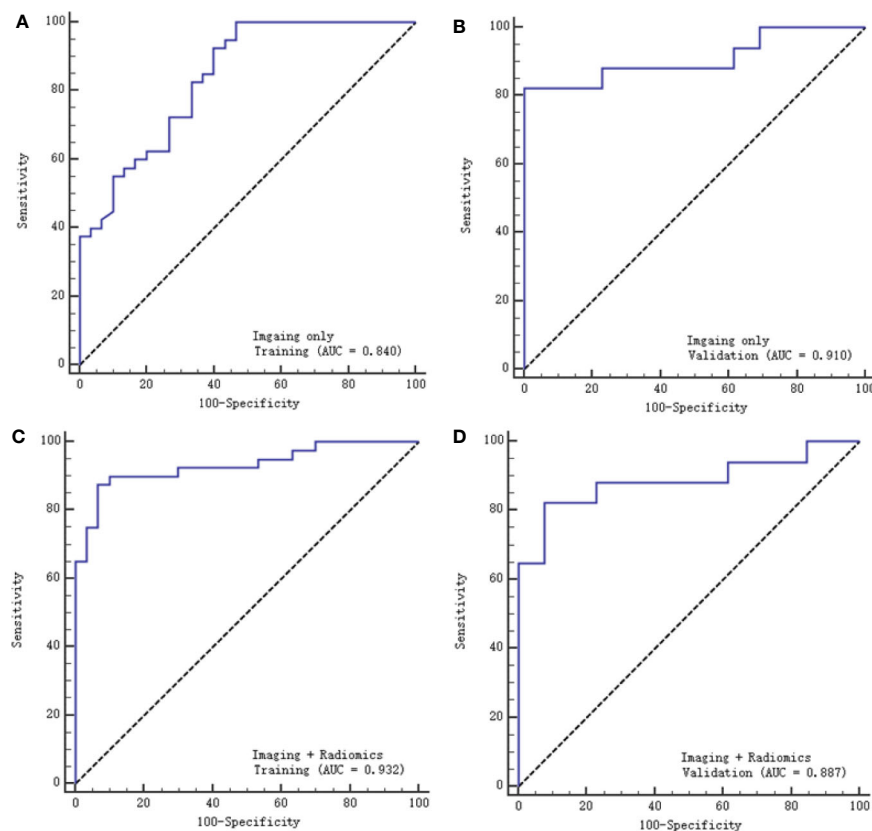 A
100
80
60
40
20
0
Sensitivity
Imgaing only
Training (AUC = 0.840)
0 20 40 60 80 100
100-Specificity
B
100
80
60
40
20
0
Sensitivity
Imgaing only
Validation (AUC = 0.910)
0 20 40 60 80 100
100-Specificity
C
100
80
60
40
20
0
Sensitivity
Imaging + Radiomics
Training (AUC = 0.932)
0 20 40 60 80 100
100-Specificity
D
100
80
60
40
20
0
Sensitivity
Imaging + Radiomics
Validation (AUC = 0.887)
0 20 40 60 80 100
100-Specificity